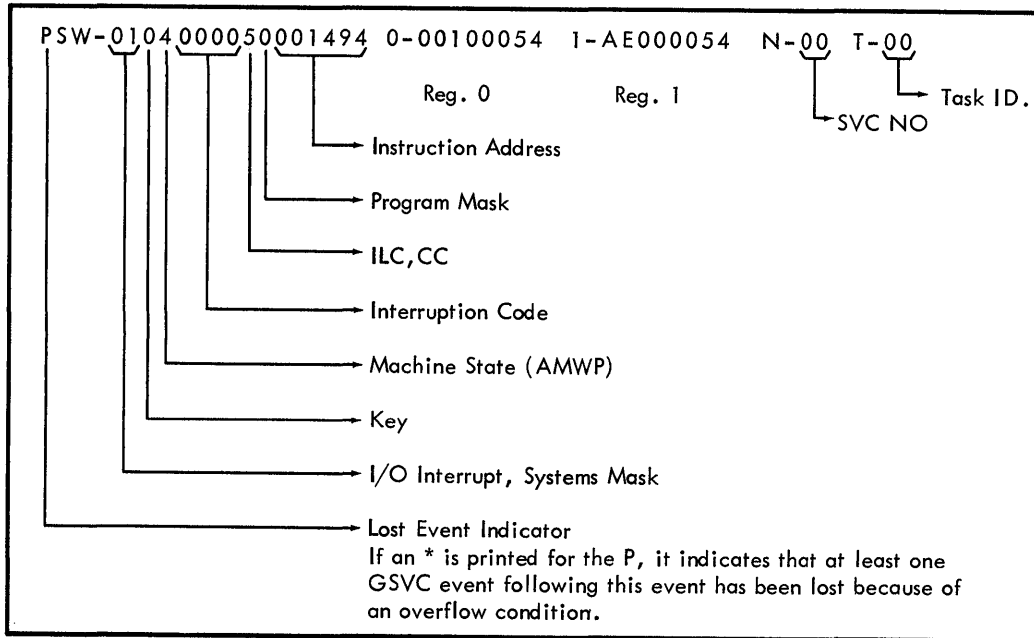 PSW-0104000050001494 0-00100054 1-AE000054 N-00 T-00
Reg. 0 Reg. 1 Task ID.
SVC NO
Instruction Address
Program Mask
ILC,CC
Interruption Code
Machine State (AMWP)
Key
I/O Interrupt, Systems Mask
Lost Event Indicator
If an * is printed for the P, it indicates that at least one
GSVC event following this event has been lost because of
an overflow condition.